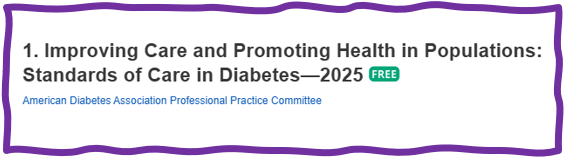 1. Improving Care and Promoting Health in Populations:
Standards of Care in Diabetes—2025 FREE
American Diabetes Association Professional Practice Committee